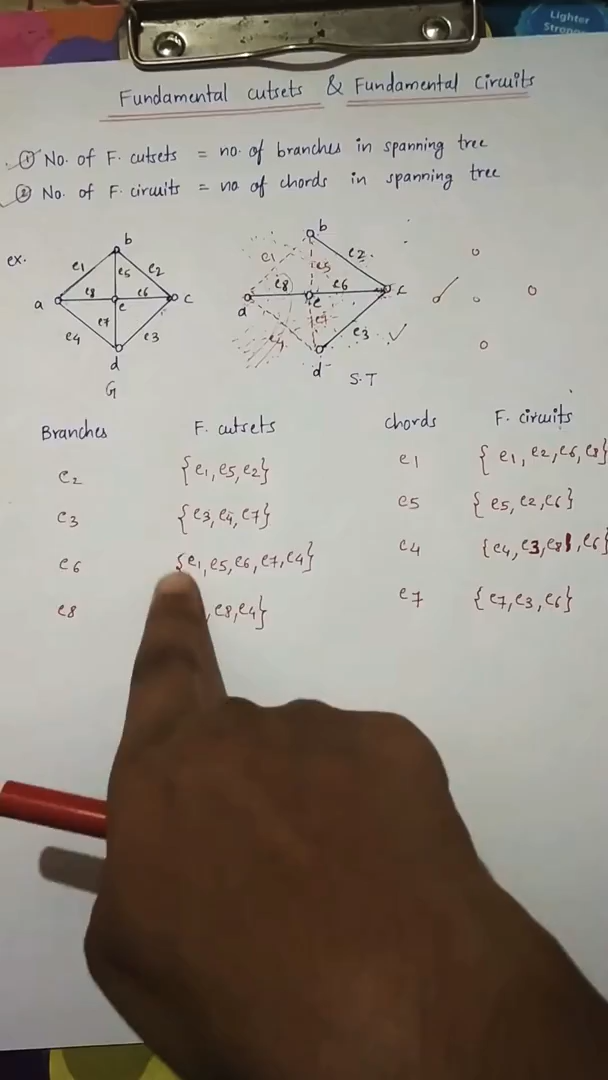 Lighter
Stronger
Fundamental cutsets & Fundamental Circuits
① No. of F. cutsets = no. of branches in spanning tree
② No. of F. circuits = no of chords in spanning tree
ex.
b
e1
e5
e2
a
e8
e
e6
c
e7
e4
e3
d
G
b
e1
e2
e5
e8
e6
a
e
c
e7
e4
e3
d
S.T
Branches F. cutsets chords F. circuits
e2 {e1, e5, e2} e1 {e1, e2, e6, e8}
e3 {e3, e4, e7} e5 {e5, e2, e6}
e6 {e1, e5, e6, e7, e4} e4 {e4, e3, e8, e6}
e8 , e8, e4} e7 {e7, e3, e6}